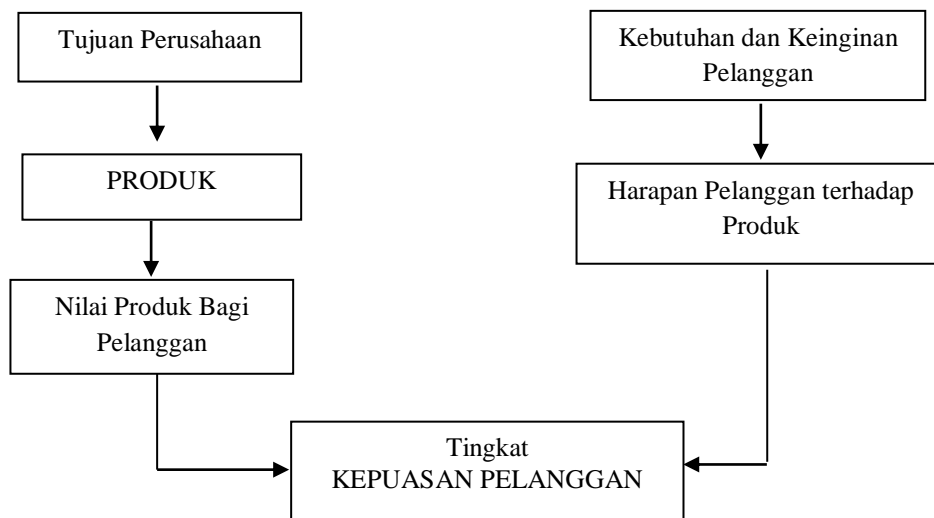 Tujuan Perusahaan
Kebutuhan dan Keinginan
Pelanggan
PRODUK
Harapan Pelanggan terhadap
Produk
Nilai Produk Bagi
Pelanggan
Tingkat
KEPUASAN PELANGGAN